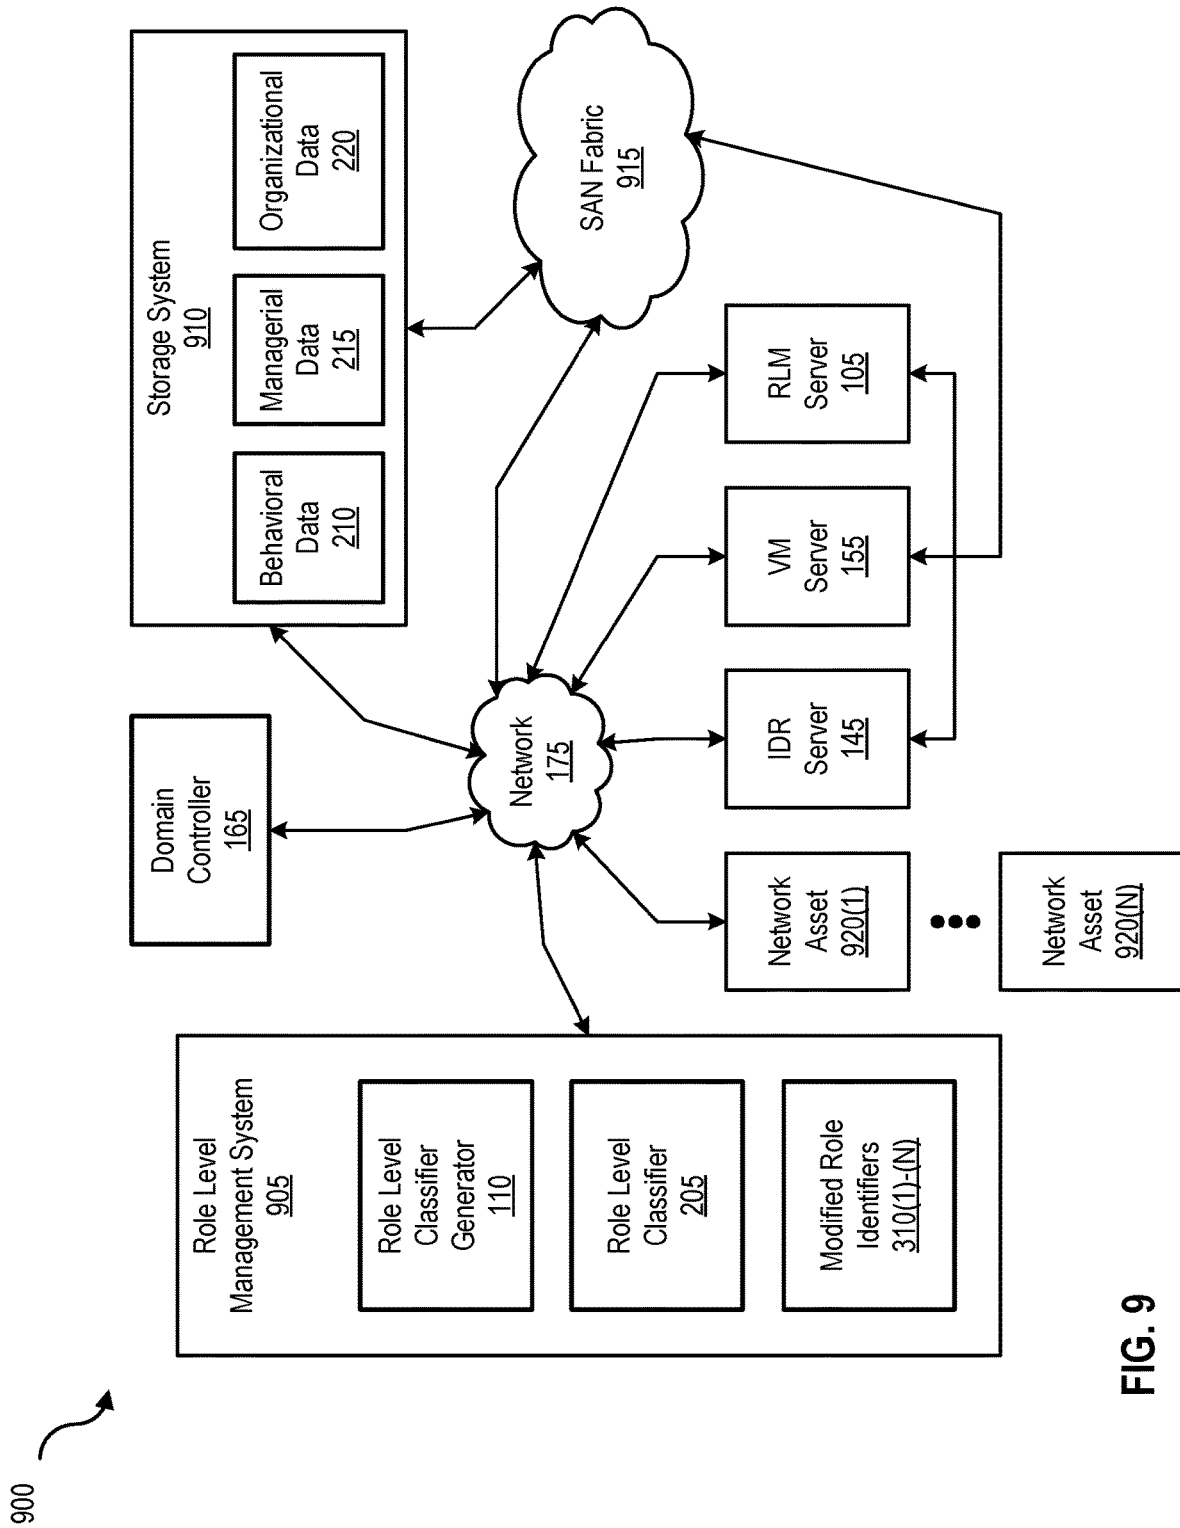 900
Role Level
Management System
905
Role Level
Classifier
Generator
110
Role Level
Classifier
205
Modified Role
Identifiers
310(1)-(N)
Domain
Controller
165
Storage System
910
Behavioral
Data
210
Managerial
Data
215
Organizational
Data
220
Network
175
SAN Fabric
915
Network
Asset
920(1)
Network
Asset
920(N)
IDR
Server
145
VM
Server
155
RLM
Server
105
FIG. 9